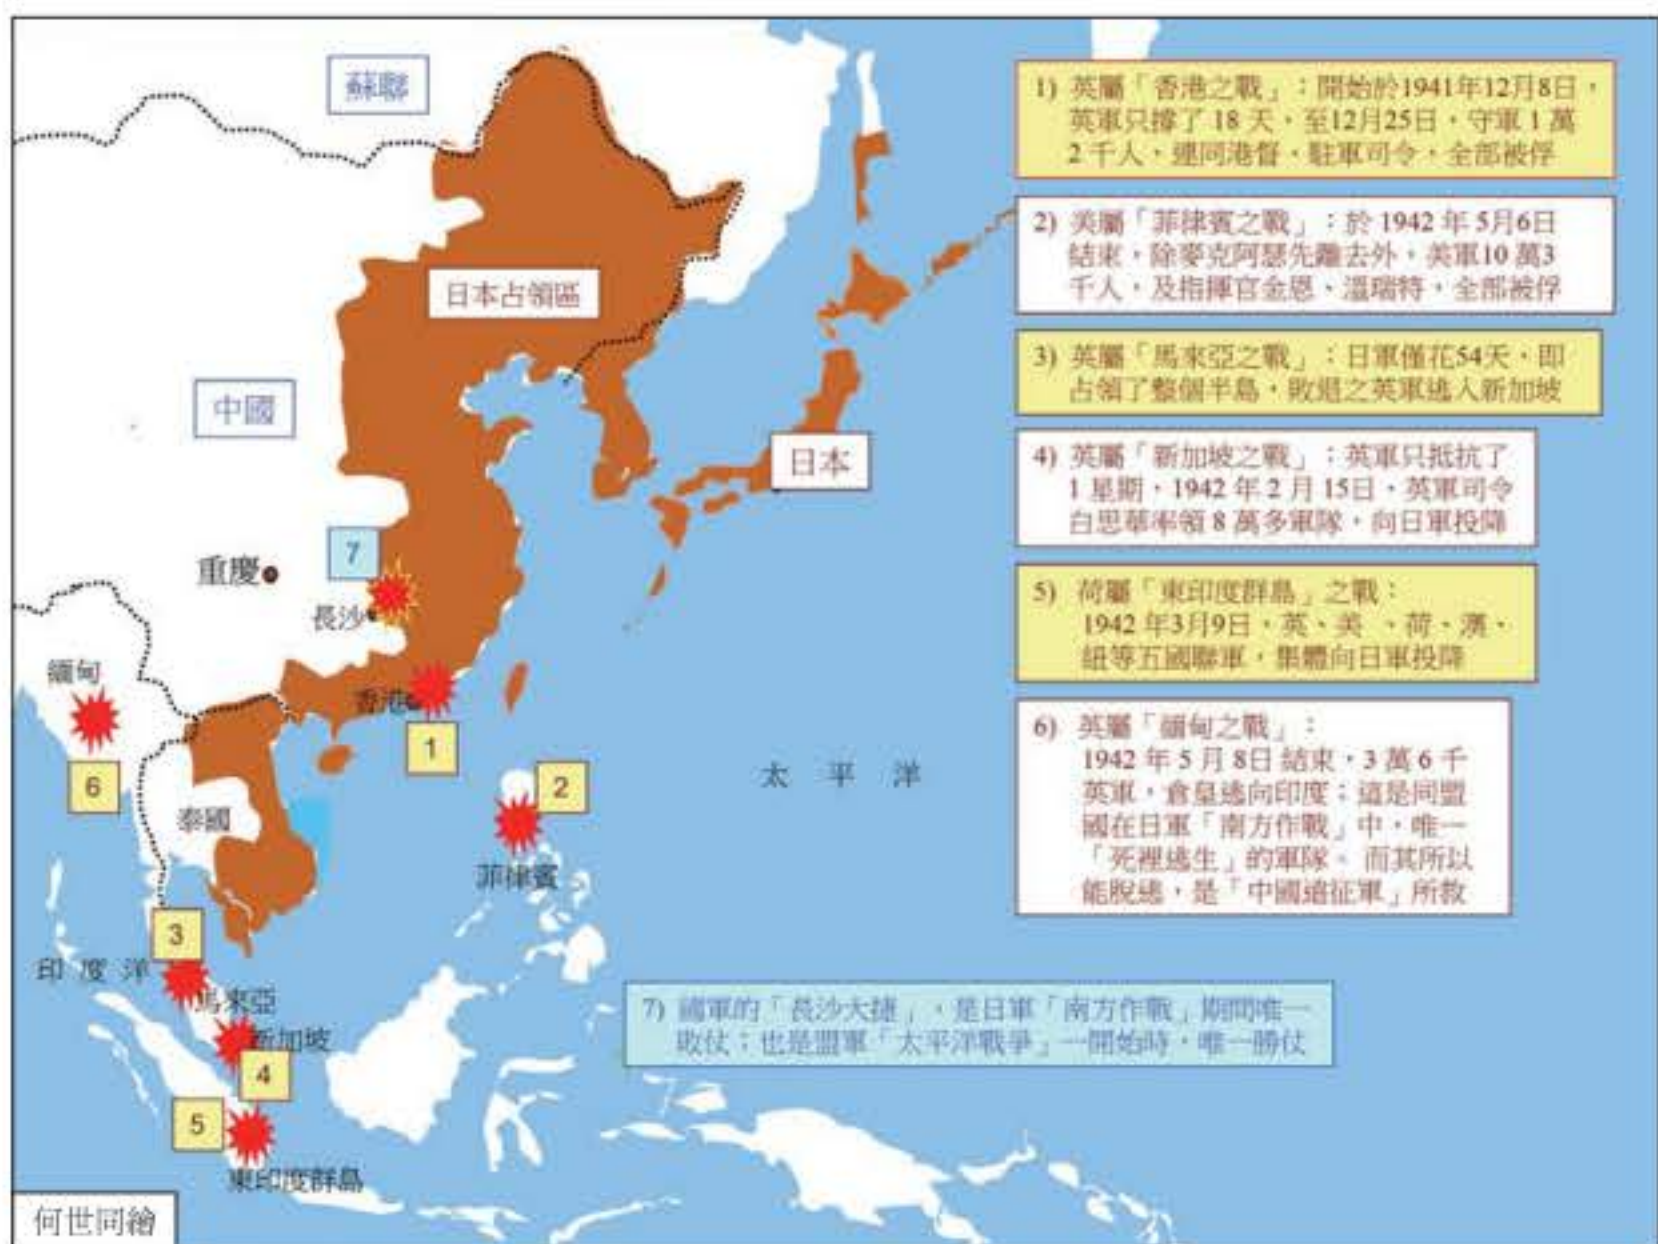 蘇聯
日本占領區
中國
日本
7
重慶
長沙
緬甸
香港
6
1
2
泰國
菲律賓
太 平 洋
3
印 度 洋
馬來亞
新加坡
4
5
東印度群島
何世同繪
1) 英屬「香港之戰」:開始於1941年12月8日,
英軍只撐了 18 天,至12月25日,守軍 1 萬
2 千人,連同港督,駐軍司令,全部被俘
2) 美屬「菲律賓之戰」:於 1942 年 5月6日
結束,除麥克阿瑟先離去外,美軍10 萬3
千人,及指揮官金恩、溫瑞特,全部被俘
3) 英屬「馬來亞之戰」:日軍僅花54天,即
占領了整個半島,敗退之英軍逃入新加坡
4) 英屬「新加坡之戰」:英軍只抵抗了
1 星期,1942 年 2 月 15日,英軍司令
白思華率領 8 萬多軍隊,向日軍投降
5) 荷屬「東印度群島」之戰:
1942 年3月9日,英、美 、荷、澳、
紐等五國聯軍,集體向日軍投降
6) 英屬「緬甸之戰」:
1942 年 5 月 8日 結束,3 萬 6 千
英軍,倉皇逃向印度;這是同盟
國在日軍「南方作戰」中,唯一
「死裡逃生」的軍隊。 而其所以
能脫逃,是「中國遠征軍」所救
7) 國軍的「長沙大捷」,是日軍「南方作戰」期間唯一
敗仗;也是盟軍「太平洋戰爭」一開始時,唯一勝仗